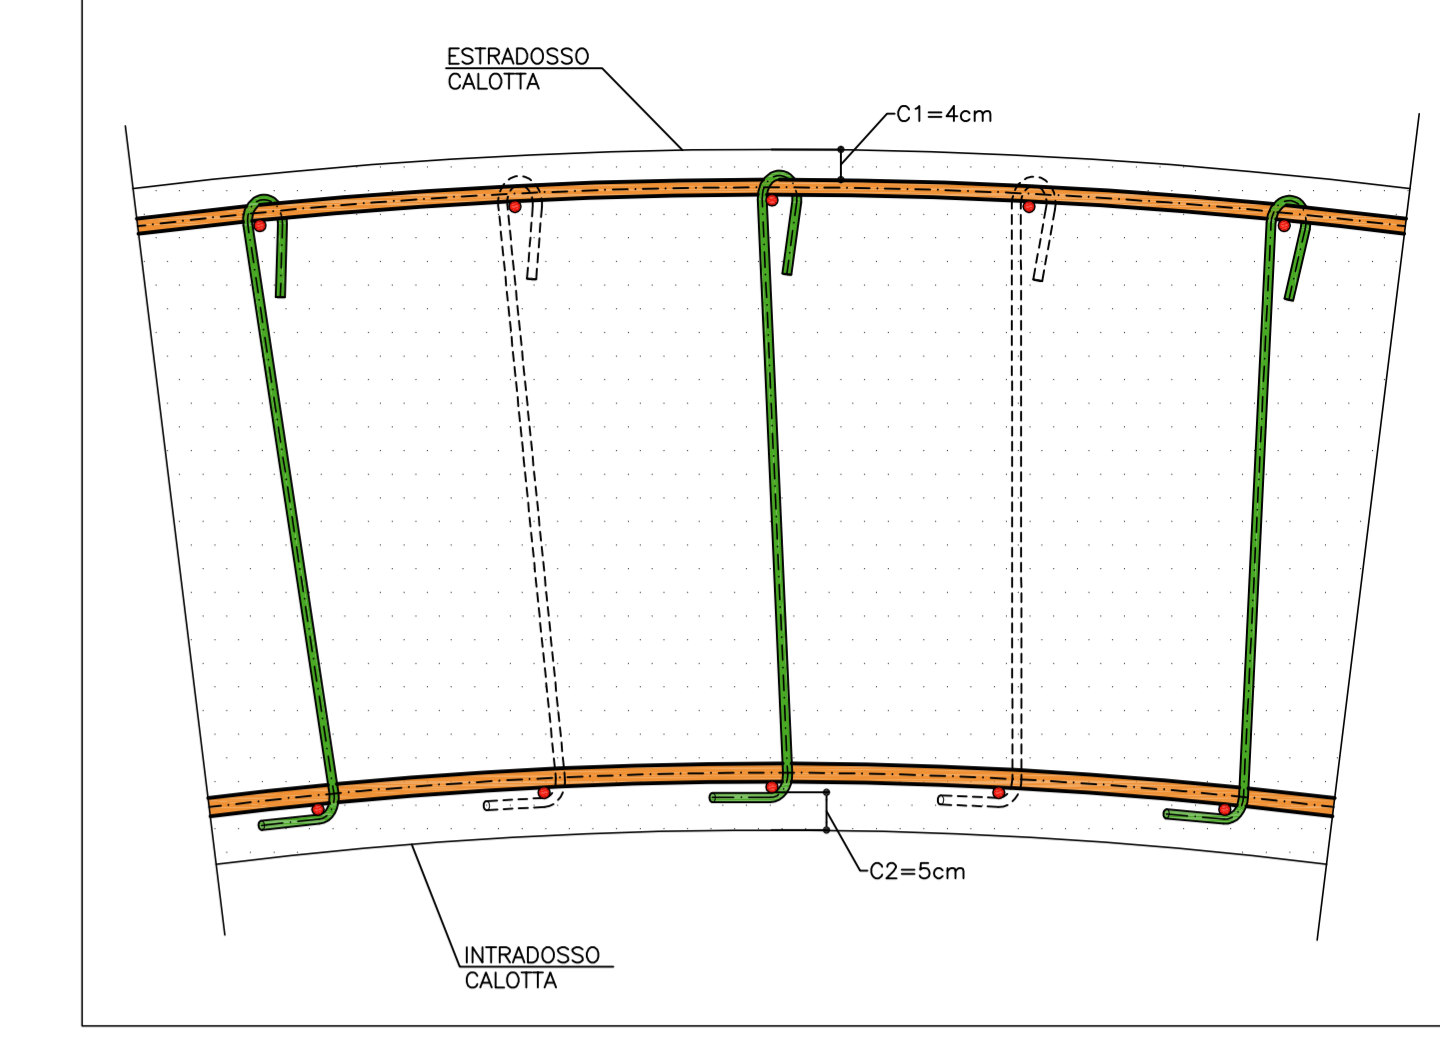 ESTRADOSSO
CALOTTA
C1=4cm
C2=5cm
INTRADOSSO
CALOTTA